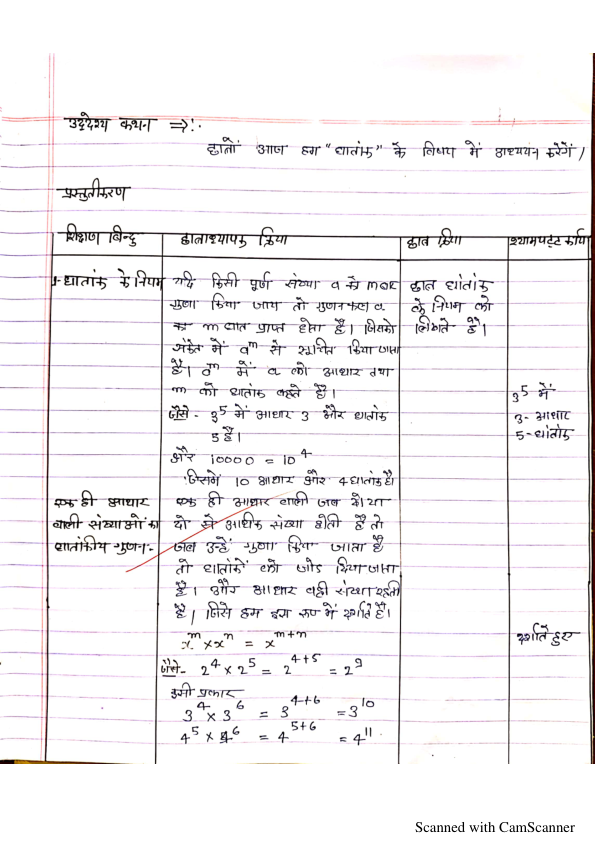 उद्देश्य कथन ⇒!·
छात्रों आज हम "घातांक" के विषय में अध्ययन करेगें /
प्रस्तुतीकरण
शिक्षण बिन्दु छात्राध्यापक क्रिया छात्र क्रिया श्यामपट्ट
1- घातांक के नियम यदि किसी पूर्ण संख्या a को m बार छात्र घांतांक
गुणा किया जाय तो गुणनफल a के नियम को
का m घात प्राप्त होता है। जिसको लिखते है।
संकेत में a^m से सूचित किया जाता
है। a^m में a को आधार तथा
m को घातांक कहते है। 3^5 में
जैसे - 3^5 में आधार 3 और घातांक 3- आधार
5 है। 5- घांतांक
और 10000 = 10^4
जिसमें 10 आधार और 4 घातांक है।
एक ही आधार एक ही आधार वाली जब दो या
वाली संख्याओं का दो से अधिक संख्या होती है तो
घातांकीय गुणन:- जब उन्हें गुणा किया जाता है
तो घातांकों को जोड दिया जाता
है। और आधार वही संख्या रहती
है। जिसे हम इस रूप में दर्शाते है।
x^m × x^n = x^{m+n} दर्शाते हुए
जैसे- 2^4 × 2^5 = 2^{4+5} = 2^9
इसी प्रकार
3^4 × 3^6 = 3^{4+6} = 3^{10}
4^5 × 4^6 = 4^{5+6} = 4^{11}.
Scanned with CamScanner